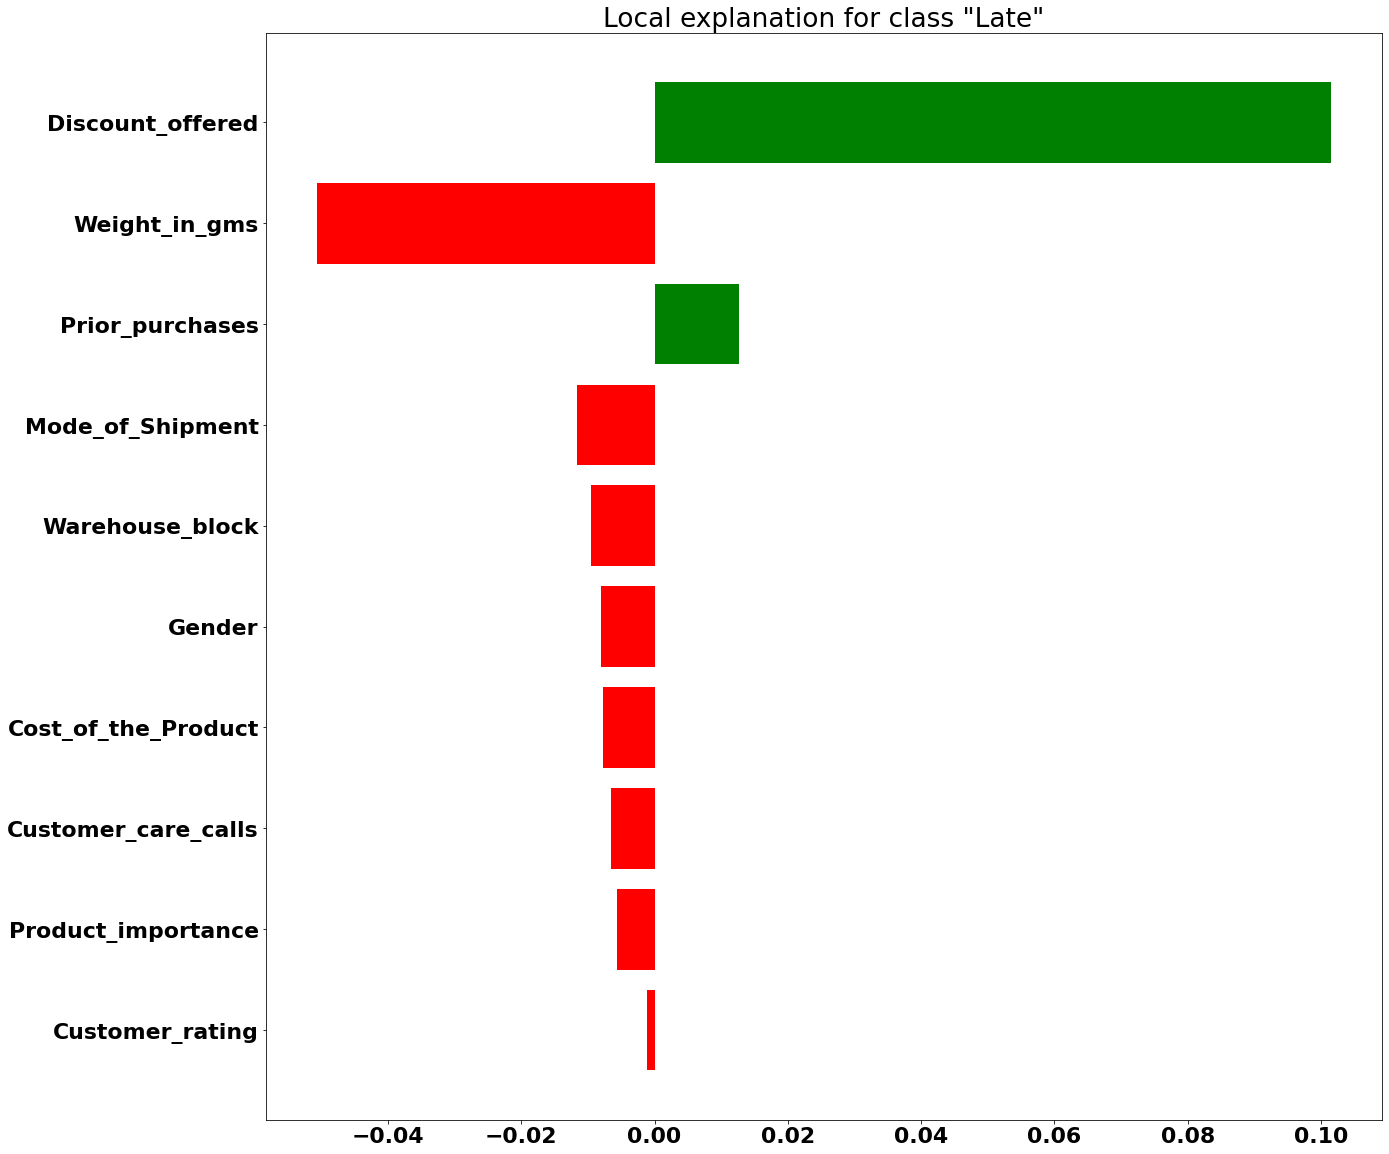 Local explanation for class "Late"
Discount_offered
Weight_in_gms
Prior_purchases
Mode_of_Shipment
Warehouse_block
Gender
Cost_of_the_Product
Customer_care_calls
Product_importance
Customer_rating
−0.04 −0.02 0.00 0.02 0.04 0.06 0.08 0.10